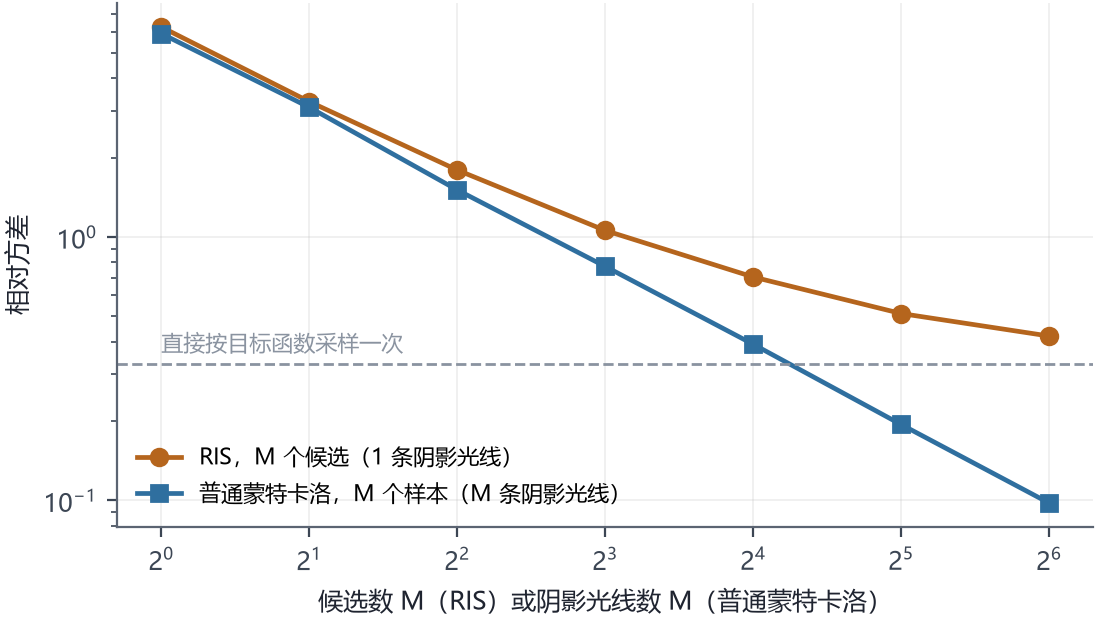 相对方差
10⁰
10⁻¹
直接按目标函数采样一次
RIS，M 个候选（1 条阴影光线）
普通蒙特卡洛，M 个样本（M 条阴影光线）
2⁰ 2¹ 2² 2³ 2⁴ 2⁵ 2⁶
候选数 M（RIS）或阴影光线数 M（普通蒙特卡洛）